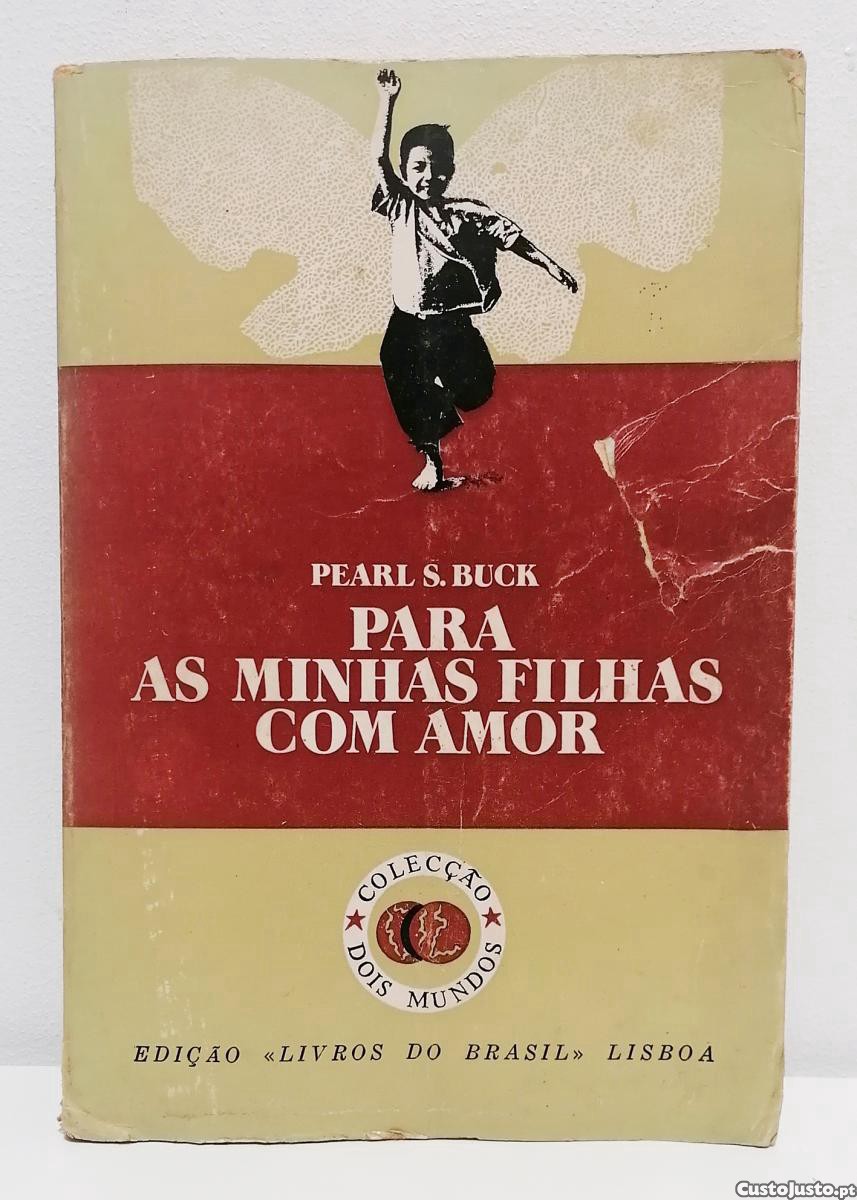 PEARL S. BUCK
PARA
AS MINHAS FILHAS
COM AMOR
COLECÇÃO
DOIS MUNDOS
EDIÇÃO «LIVROS DO BRASIL» LISBOA
CustoJusto.pt